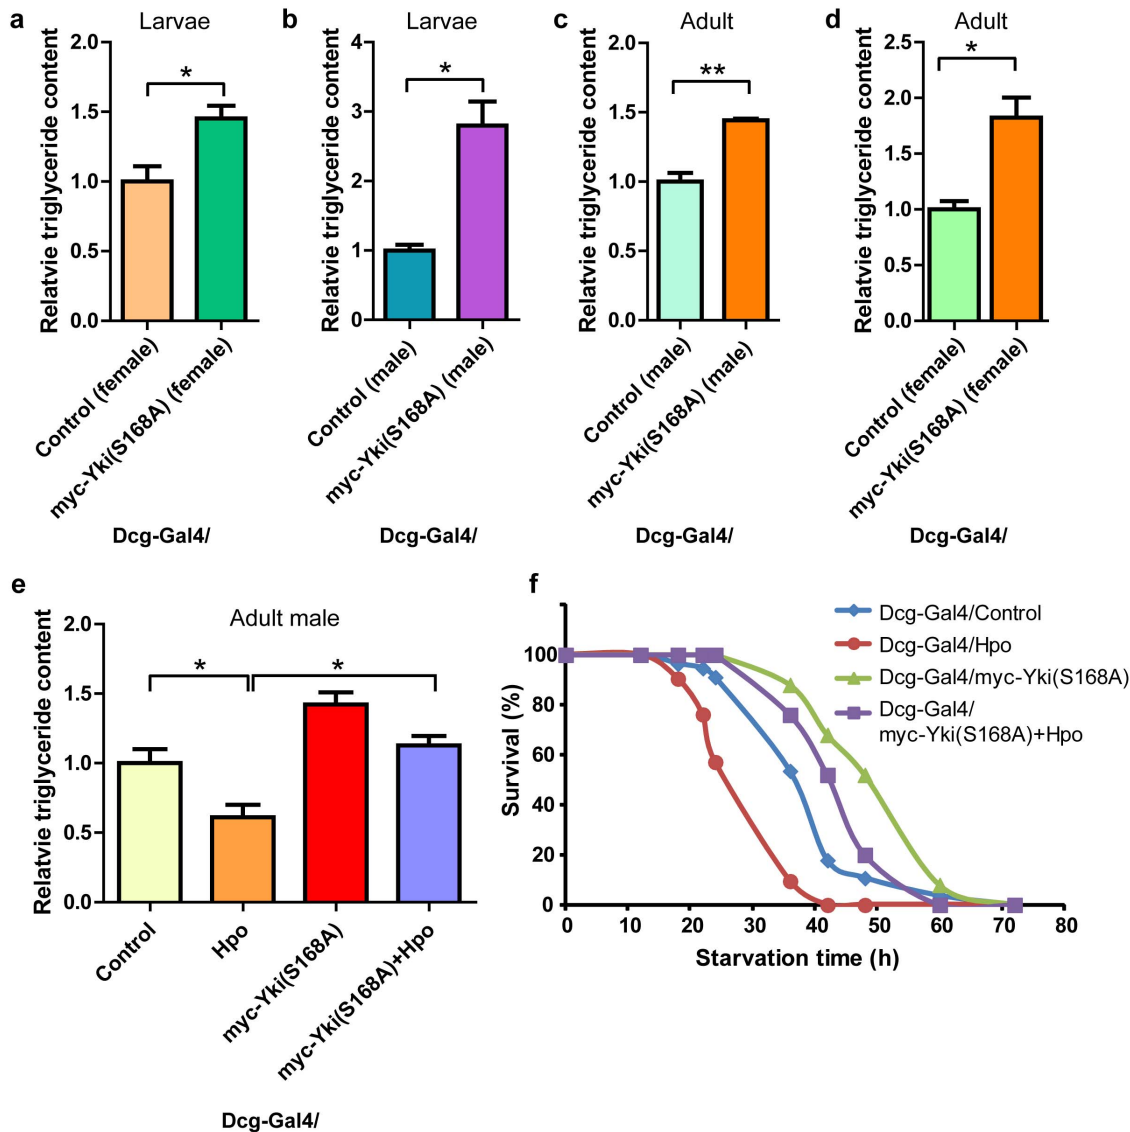 a
Larvae
2.0
1.5
1.0
0.5
0.0
Relatvie triglyceride content
*
Control (female)
myc-Yki(S168A) (female)
Dcg-Gal4/
b
Larvae
4
3
2
1
0
Relatvie triglyceride content
*
Control (male)
myc-Yki(S168A) (male)
Dcg-Gal4/
c
Adult
2.0
1.5
1.0
0.5
0.0
Relatvie triglyceride content
**
Control (male)
myc-Yki(S168A) (male)
Dcg-Gal4/
d
Adult
2.5
2.0
1.5
1.0
0.5
0.0
Relatvie triglyceride content
*
Control (female)
myc-Yki(S168A) (female)
Dcg-Gal4/
e
Adult male
2.0
1.5
1.0
0.5
0.0
Relatvie triglyceride content
*
*
Control
Hpo
myc-Yki(S168A)
myc-Yki(S168A)+Hpo
Dcg-Gal4/
f
Dcg-Gal4/Control
Dcg-Gal4/Hpo
Dcg-Gal4/myc-Yki(S168A)
Dcg-Gal4/
myc-Yki(S168A)+Hpo
100
80
60
40
20
0
Survival (%)
0 10 20 30 40 50 60 70 80
Starvation time (h)